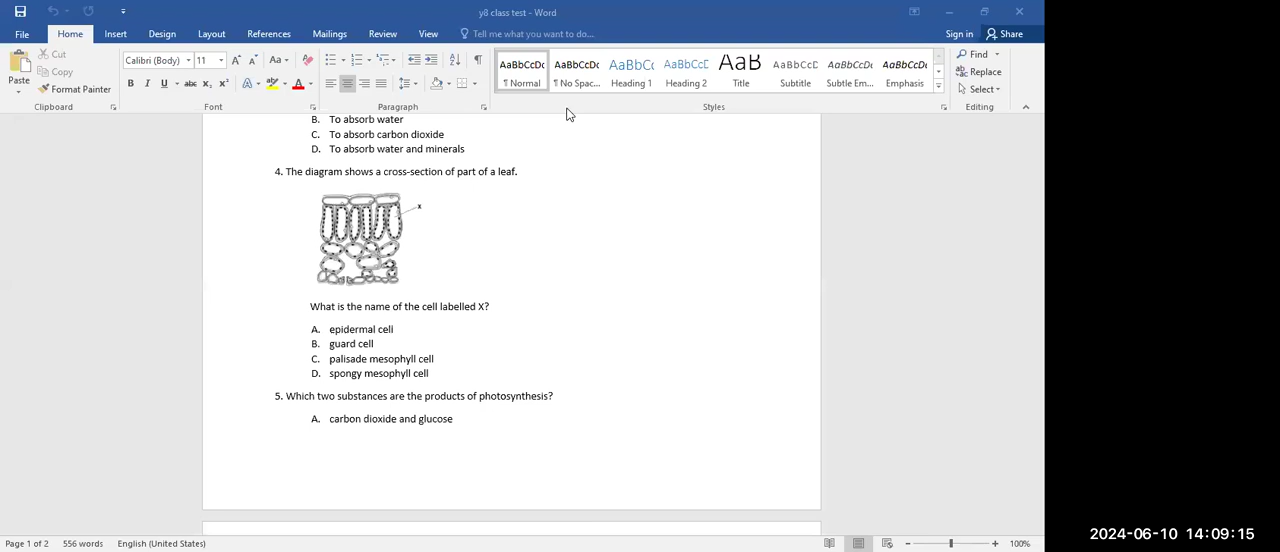 y8 class test - Word
File
Home
Insert
Design
Layout
References
Mailings
Review
View
Tell me what you want to do...
Sign in
Share
Paste
Cut
Copy
Format Painter
Clipboard
Calibri (Body)
11
Aa
B I U abc x₂ x²
Font
Paragraph
AaBbCcDc
¶ Normal
AaBbCcDc
¶ No Spac...
AaBbCc
Heading 1
AaBbCcD
Heading 2
AaB
Title
AaBbCcD
Subtitle
AaBbCcDc
Subtle Em...
AaBbCcDc
Emphasis
Styles
Find
Replace
Select
Editing
B. To absorb water
C. To absorb carbon dioxide
D. To absorb water and minerals
4. The diagram shows a cross-section of part of a leaf.
x
What is the name of the cell labelled X?
A. epidermal cell
B. guard cell
C. palisade mesophyll cell
D. spongy mesophyll cell
5. Which two substances are the products of photosynthesis?
A. carbon dioxide and glucose
Page 1 of 2
556 words
English (United States)
100%
2024-06-10 14:09:15